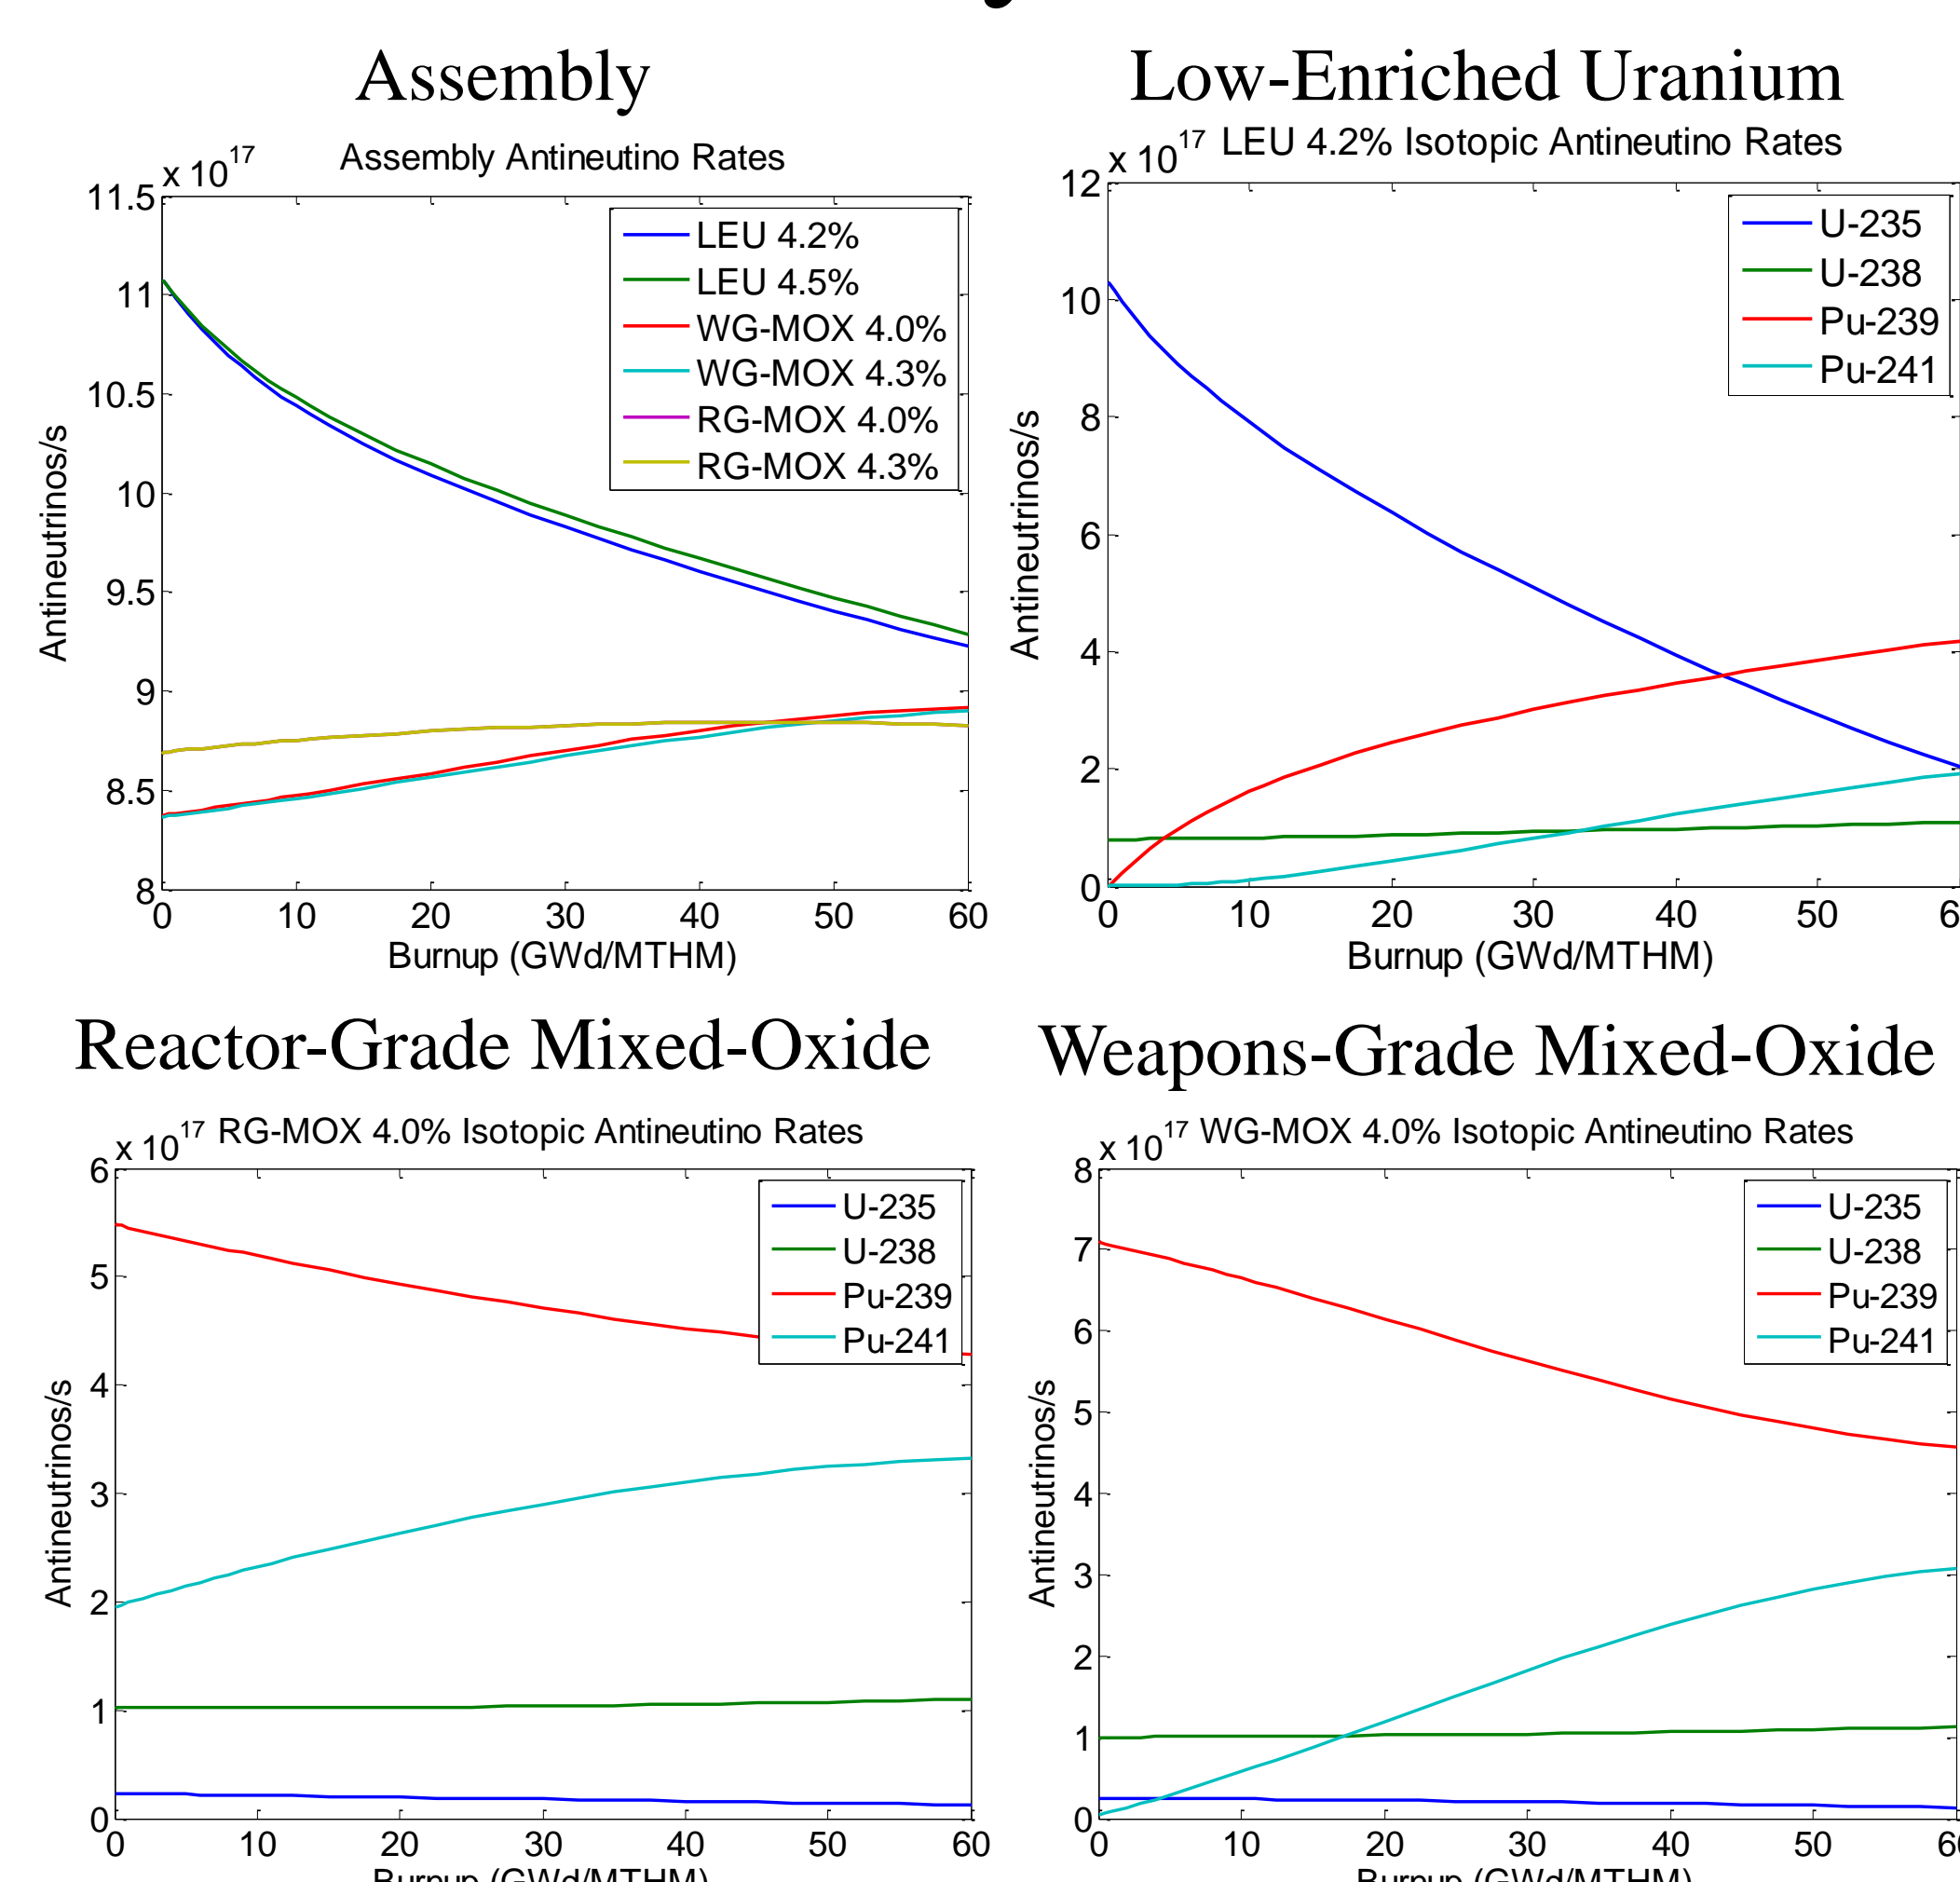 Assembly
Low-Enriched Uranium
Assembly Antineutino Rates
x 10^17
11.5
11
10.5
10
9.5
9
8.5
8
Antineutrinos/s
LEU 4.2%
LEU 4.5%
WG-MOX 4.0%
WG-MOX 4.3%
RG-MOX 4.0%
RG-MOX 4.3%
0 10 20 30 40 50 60
Burnup (GWd/MTHM)
x 10^17 LEU 4.2% Isotopic Antineutino Rates
12
10
8
6
4
2
0
Antineutrinos/s
U-235
U-238
Pu-239
Pu-241
0 10 20 30 40 50 6
Burnup (GWd/MTHM)
Reactor-Grade Mixed-Oxide
Weapons-Grade Mixed-Oxide
x 10^17 RG-MOX 4.0% Isotopic Antineutino Rates
6
5
4
3
2
1
0
Antineutrinos/s
U-235
U-238
Pu-239
Pu-241
0 10 20 30 40 50 60
Burnup (GWd/MTHM)
x 10^17 WG-MOX 4.0% Isotopic Antineutino Rates
8
7
6
5
4
3
2
1
0
Antineutrinos/s
U-235
U-238
Pu-239
Pu-241
0 10 20 30 40 50 60
Burnup (GWd/MTHM)